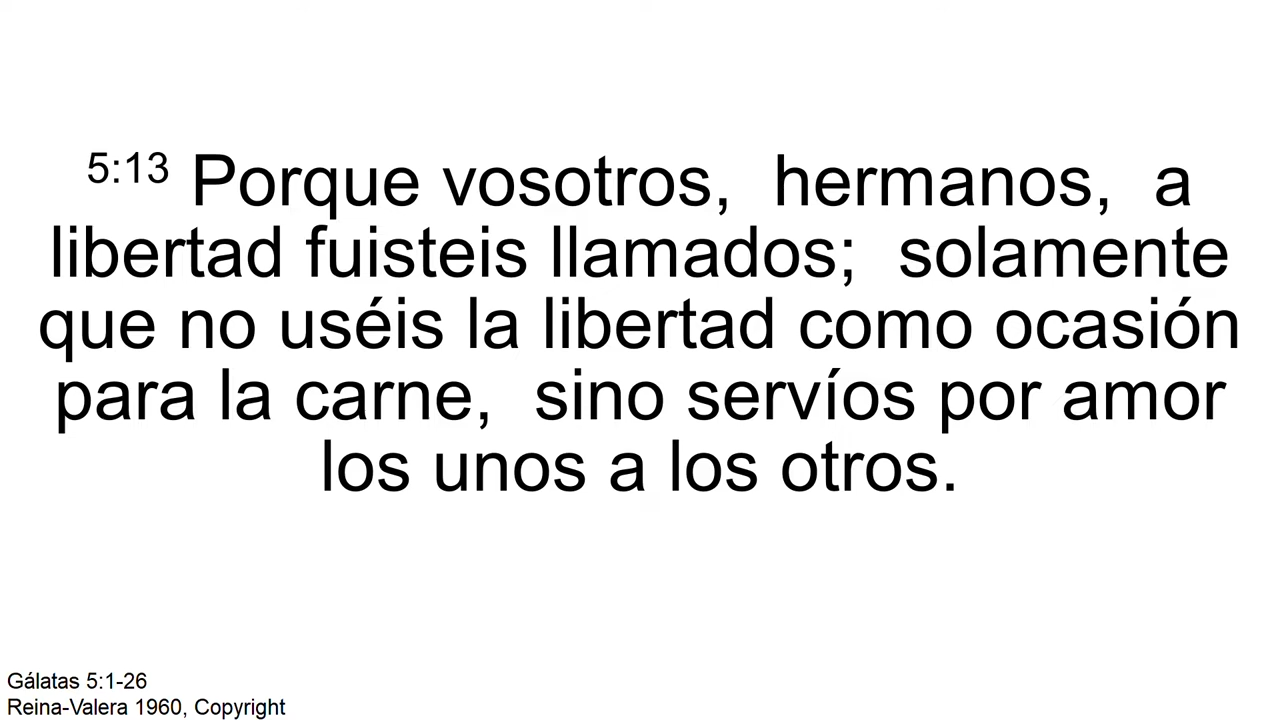 5:13 Porque vosotros, hermanos, a
libertad fuisteis llamados; solamente
que no uséis la libertad como ocasión
para la carne, sino servíos por amor
los unos a los otros.
Gálatas 5:1-26
Reina-Valera 1960, Copyright